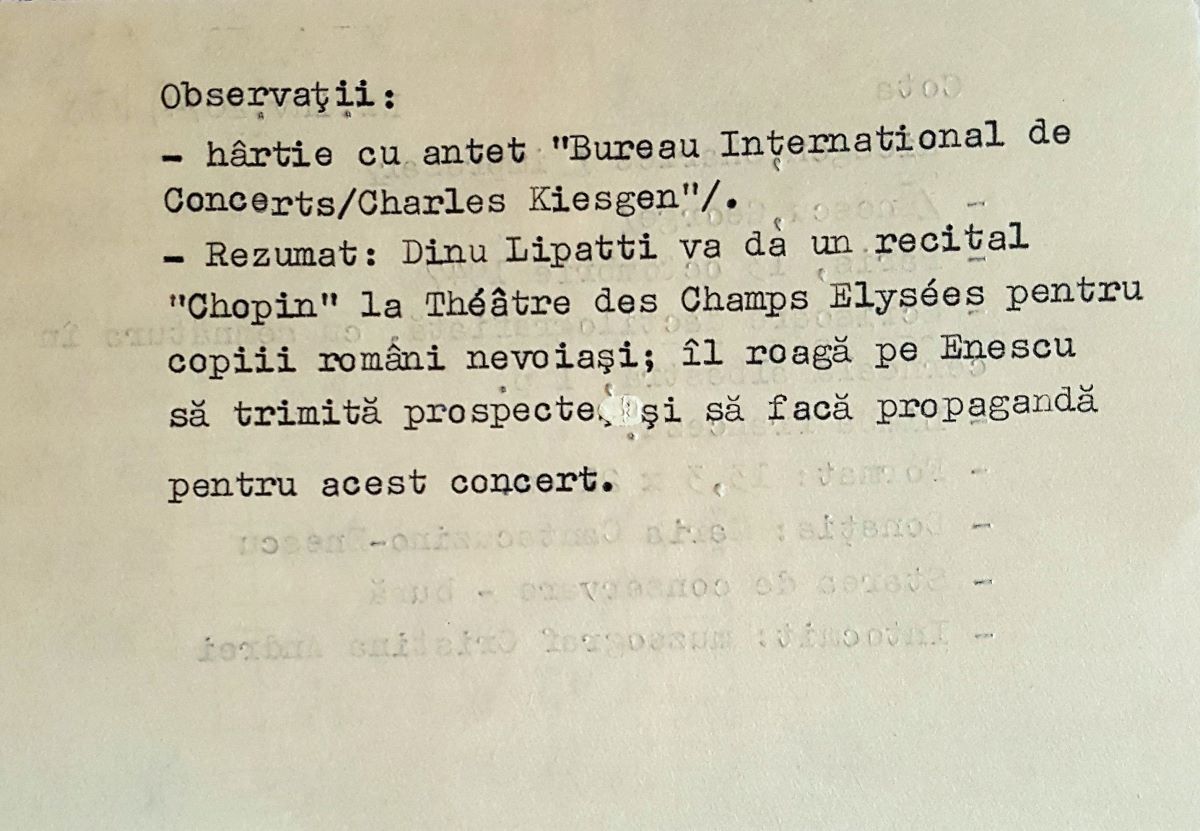 Observaţii:
- hârtie cu antet "Bureau International de
Concerts/Charles Kiesgen"/.
- Rezumat: Dinu Lipatti va da un recital
"Chopin" la Théâtre des Champs Elysées pentru
copiii români nevoiaşi; îl roagă pe Enescu
să trimită prospecte şi să facă propagandă
pentru acest concert.